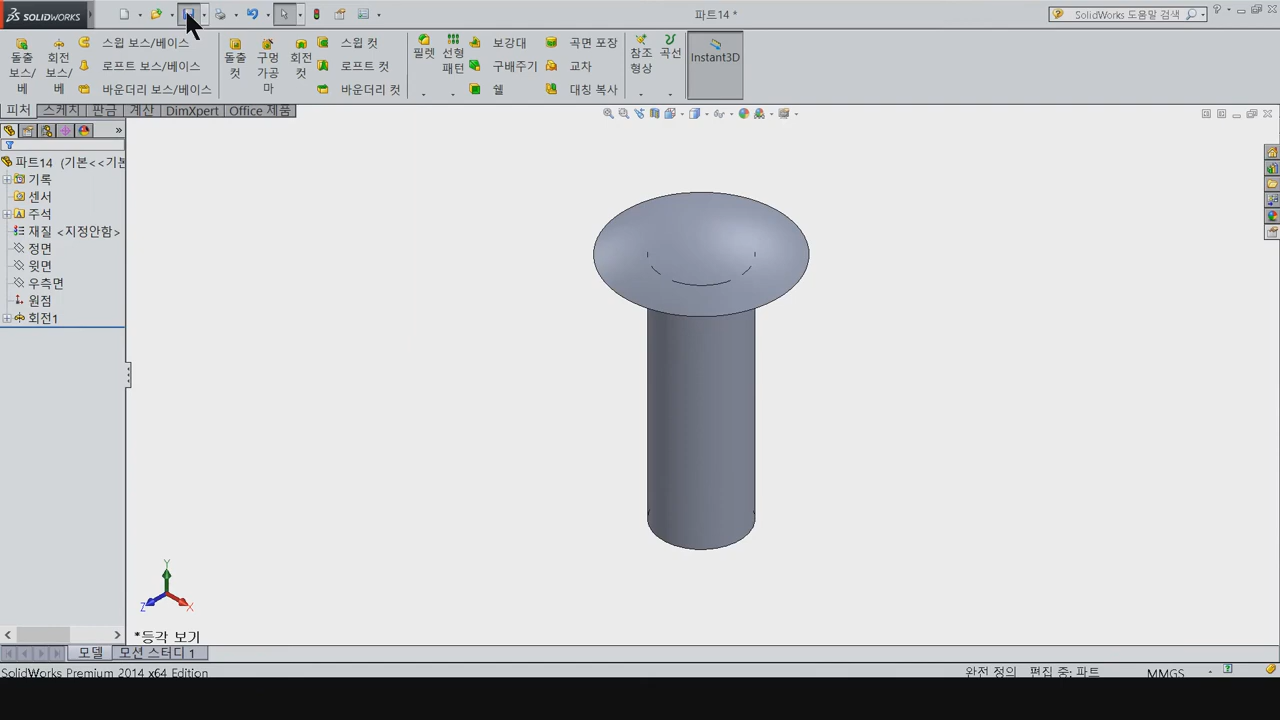 SOLIDWORKS
파트14 *
SolidWorks 도움말 검색
돌출 보스/베
회전 보스/베
스윕 보스/베이스
로프트 보스/베이스
바운더리 보스/베이스
돌출 컷
구멍 가공 마
회전 컷
스윕 컷
로프트 컷
바운더리 컷
필렛
선형 패턴
보강대
구배주기
쉘
곡면 포장
교차
대칭 복사
참조 형상
곡선
Instant3D
피처
스케치
판금
계산
DimXpert
Office 제품
파트14 (기본<<기본
기록
센서
주석
재질 <지정안함>
정면
윗면
우측면
원점
회전1
Y
Z
X
*등각 보기
모델
모션 스터디 1
SolidWorks Premium 2014 x64 Edition
완전 정의
편집 중: 파트
MMGS